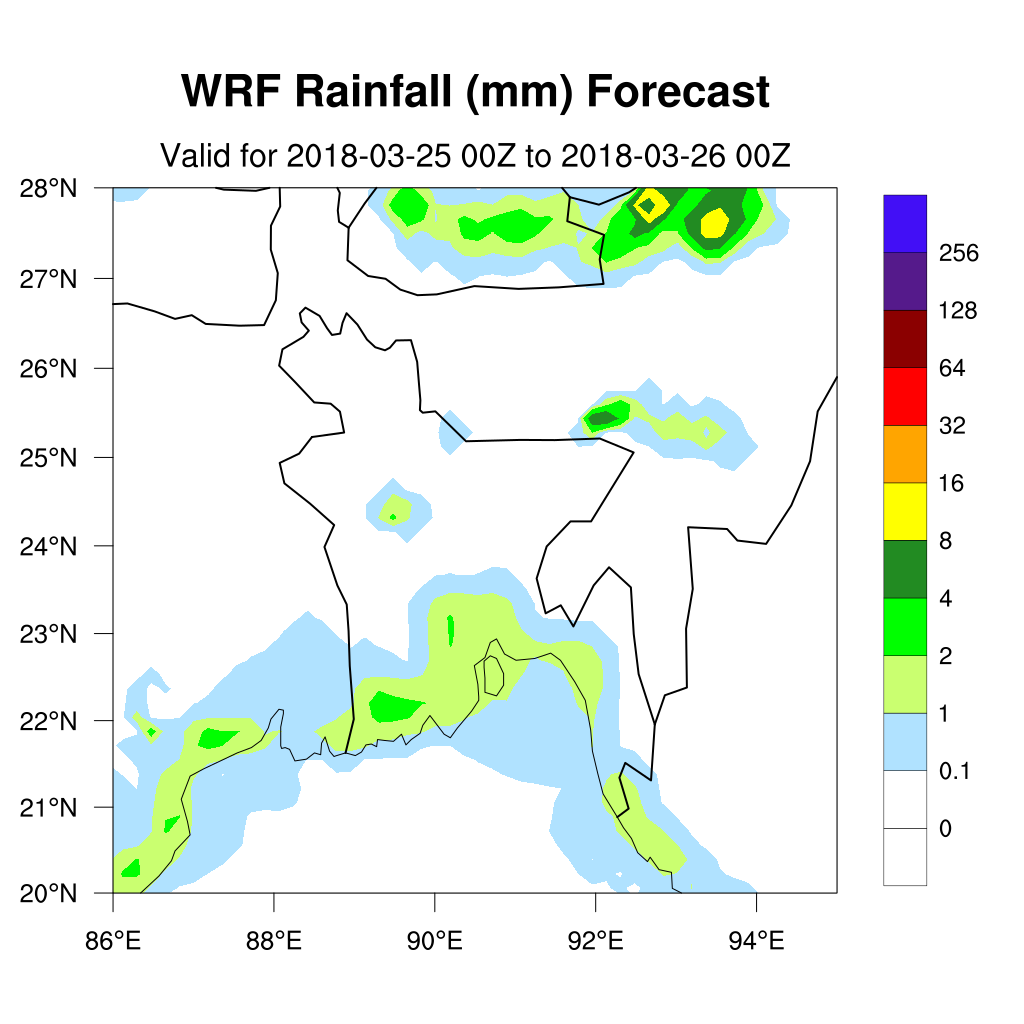 WRF Rainfall (mm) Forecast
Valid for 2018-03-25 00Z to 2018-03-26 00Z
28°N
27°N
26°N
25°N
24°N
23°N
22°N
21°N
20°N
86°E 88°E 90°E 92°E 94°E
256
128
64
32
16
8
4
2
1
0.1
0